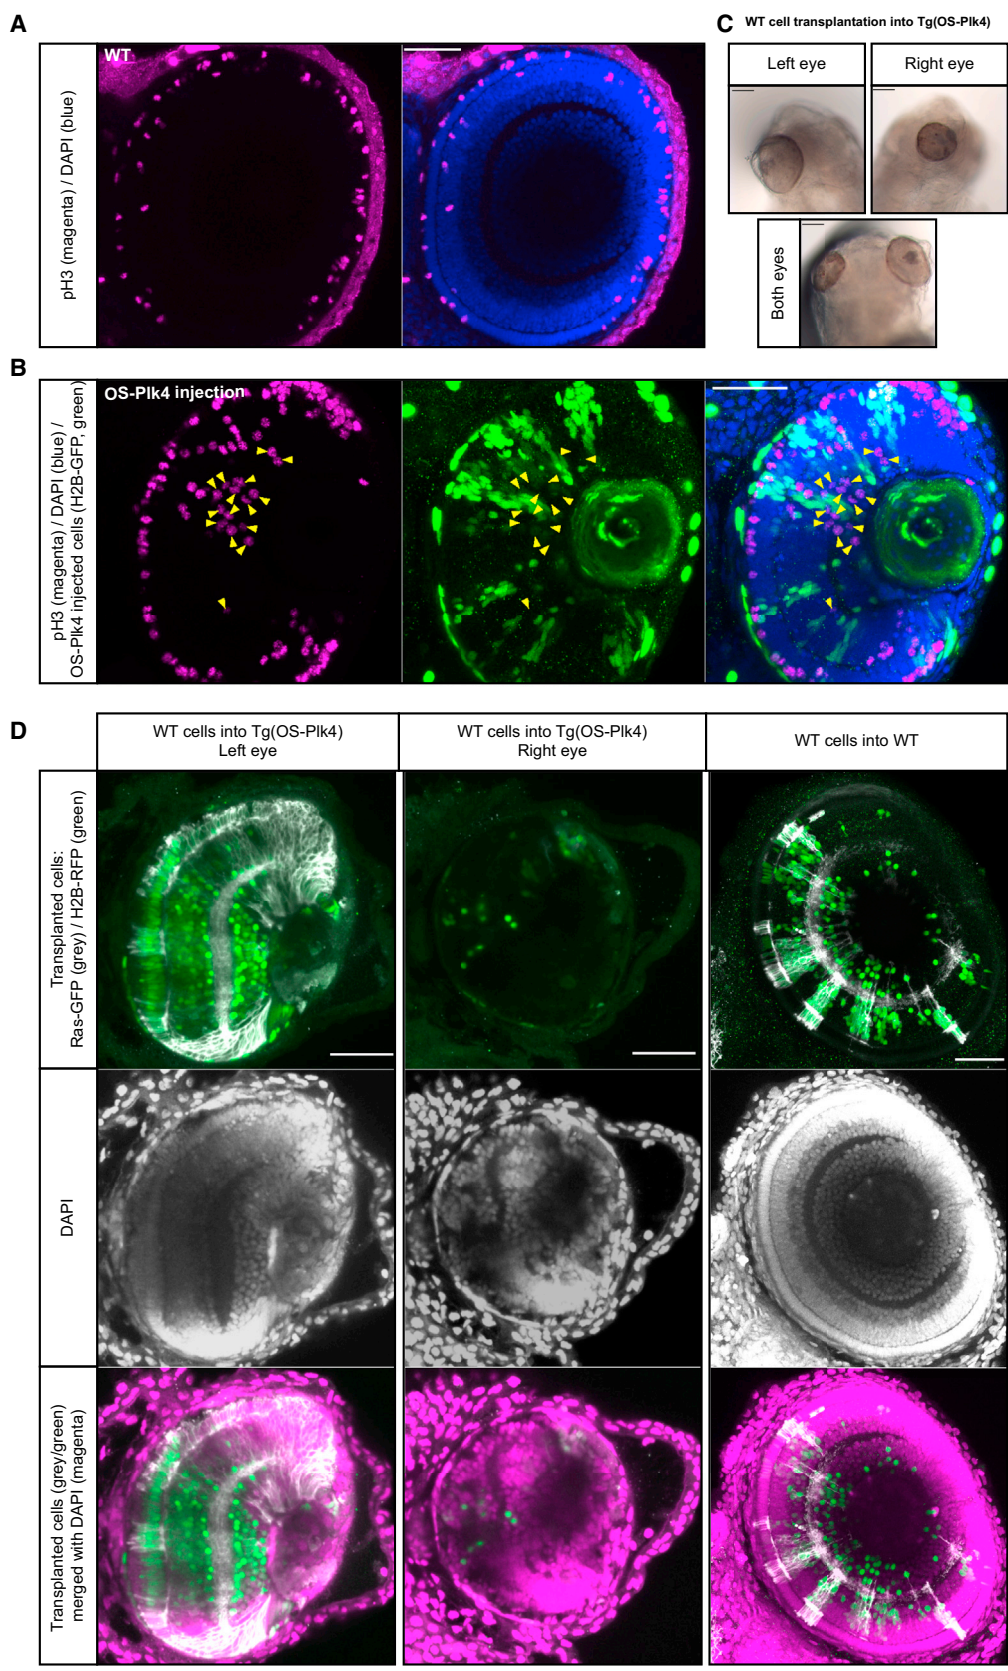 A
WT
pH3 (magenta) / DAPI (blue)
C
WT cell transplantation into Tg(OS-Plk4)
Left eye
Right eye
Both eyes
B
OS-Plk4 injection
pH3 (magenta) / DAPI (blue) /
OS-Plk4 injected cells (H2B-GFP, green)
D
WT cells into Tg(OS-Plk4)
Left eye
WT cells into Tg(OS-Plk4)
Right eye
WT cells into WT
Transplanted cells:
Ras-GFP (grey) / H2B-RFP (green)
DAPI
Transplanted cells (grey/green)
merged with DAPI (magenta)